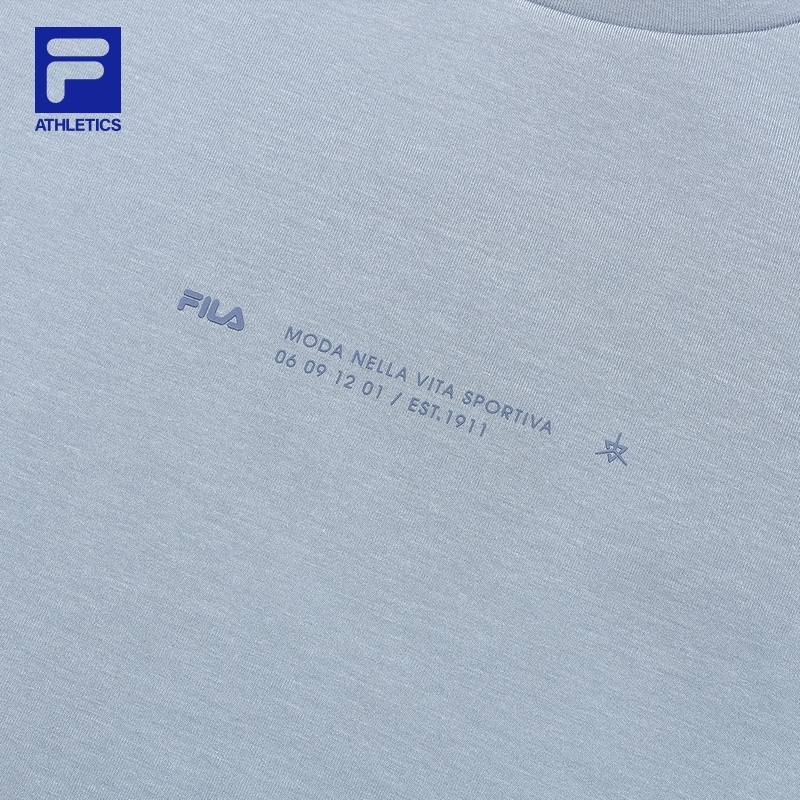 F
ATHLETICS
FILA
MODA NELLA VITA SPORTIVA
06 09 12 01 / EST.1911